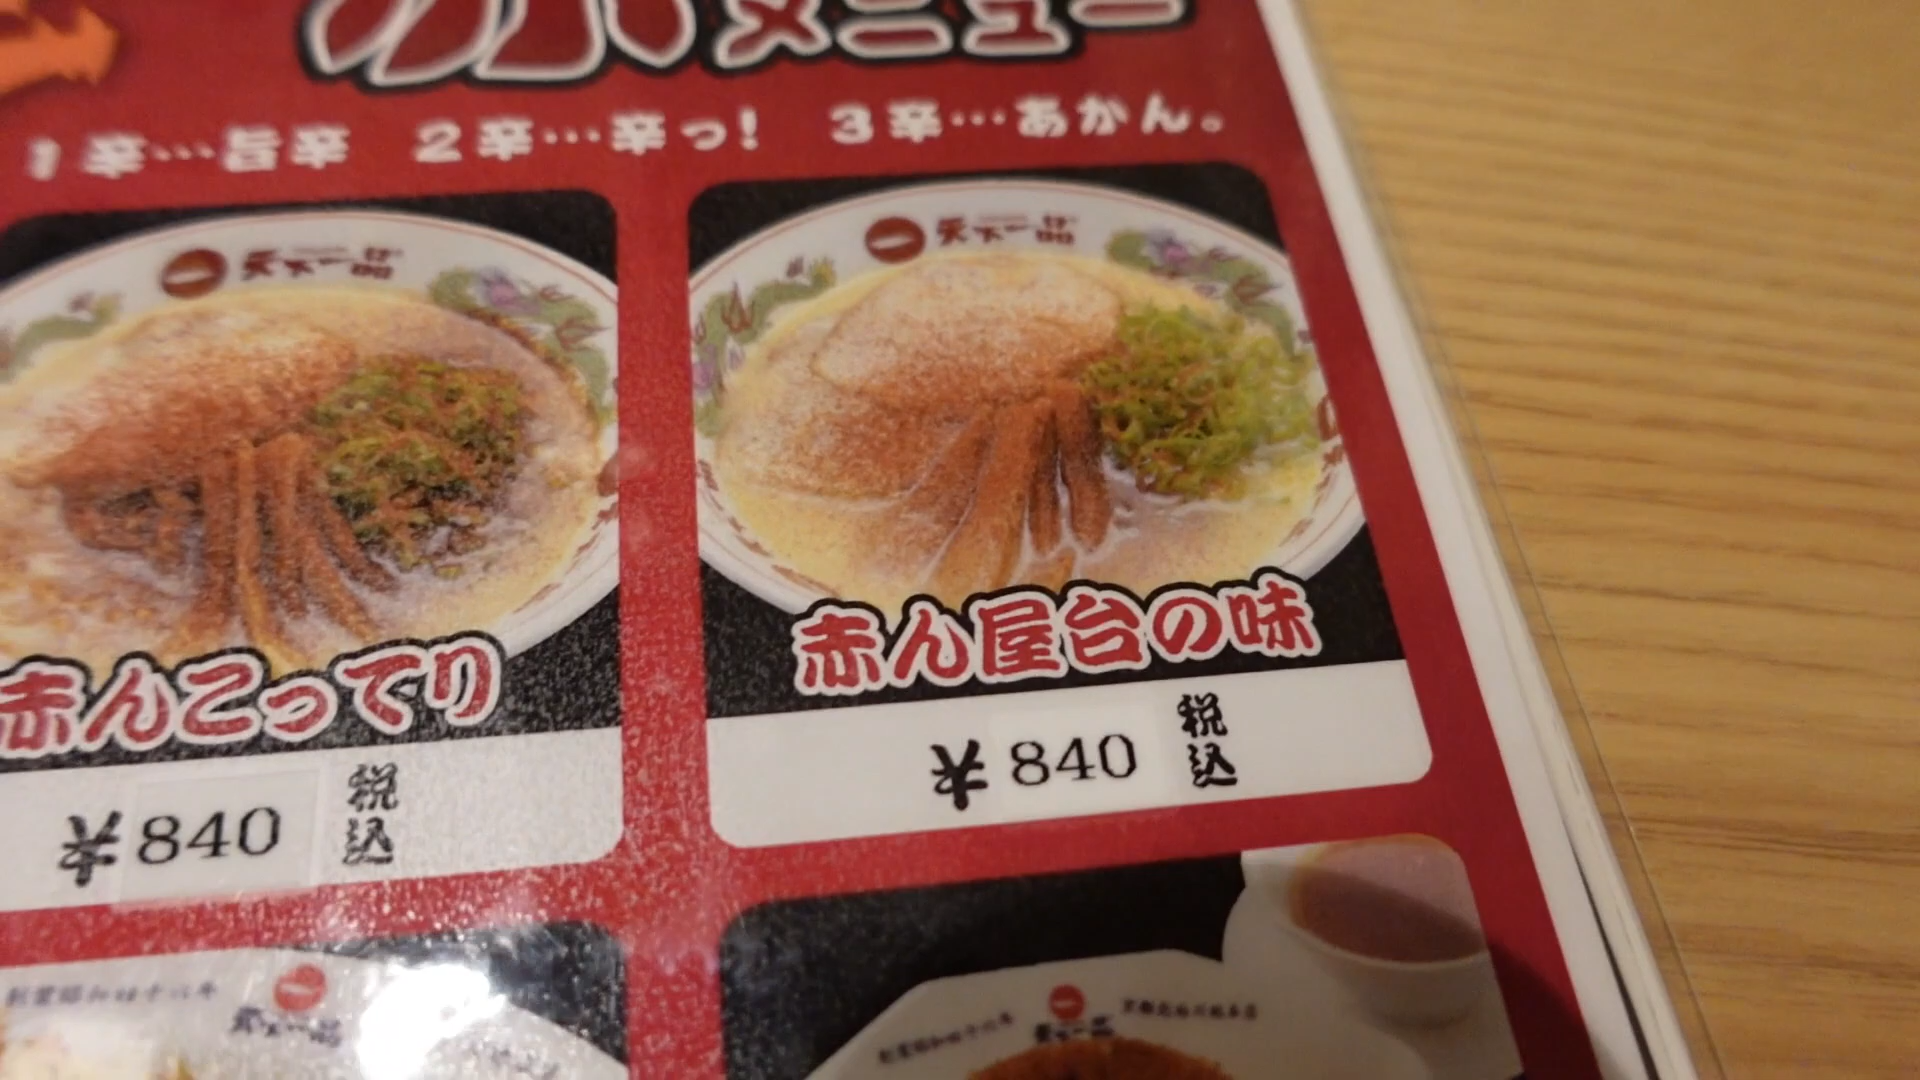 赤メニュー
1辛…旨辛 2辛…辛っ! 3辛…あかん。
天下一品
天下一品
赤んこってり
赤ん屋台の味
¥840 税込
¥840 税込
天下一品
天下一品